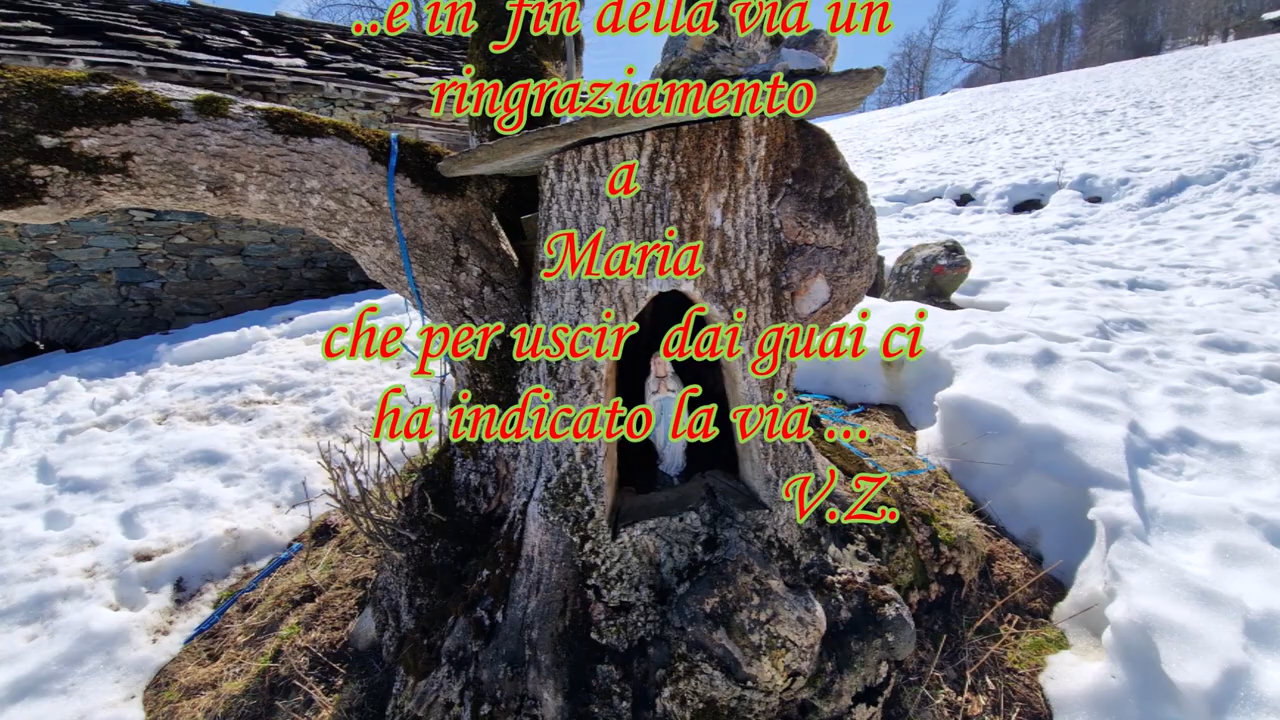 ..e in fin della via un
ringraziamento
a
Maria
che per uscir dai guai ci
ha indicato la via ...
V.Z.